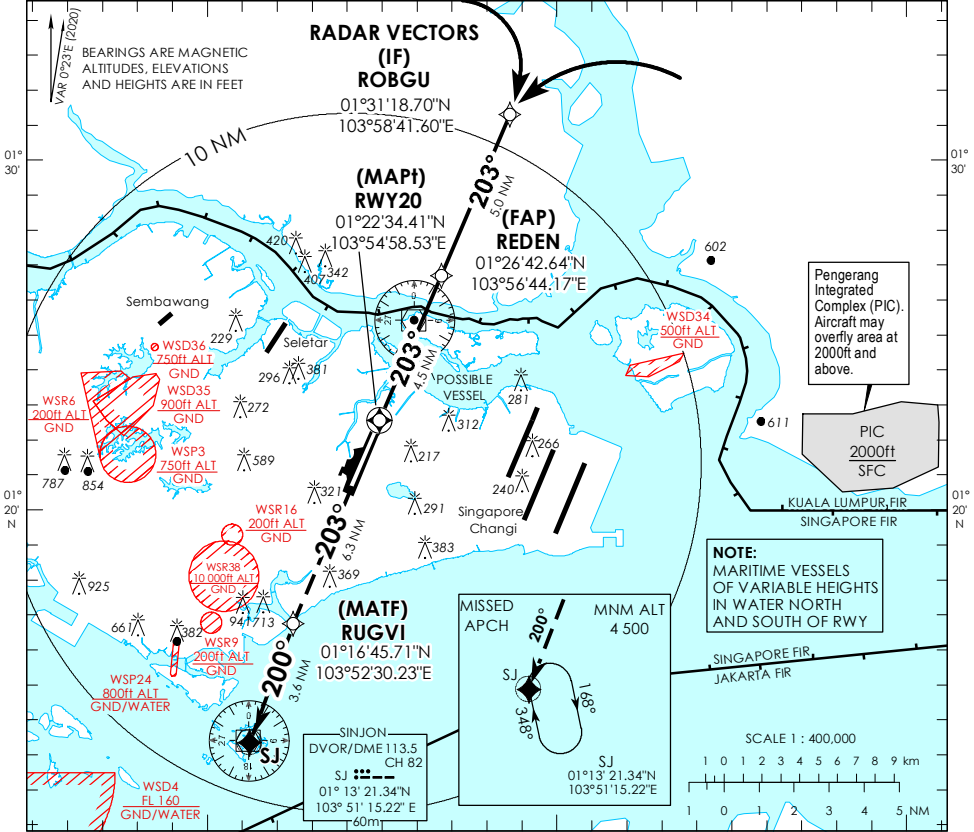 VAR 0°23'E (2020)
BEARINGS ARE MAGNETIC
ALTITUDES, ELEVATIONS
AND HEIGHTS ARE IN FEET
RADAR VECTORS
(IF)
ROBGU
01°31'18.70"N
103°58'41.60"E
10 NM
01°
30'
01°
30'
203°
5.0 NM
(MAPt)
RWY20
01°22'34.41"N
103°54'58.53"E
(FAP)
REDEN
01°26'42.64"N
103°56'44.17"E
420
407
342
602
Pengerang
Integrated
Complex (PIC).
Aircraft may
overfly area at
2000ft and
above.
Sembawang
229
Seletar
WSD34
500ft ALT
GND
WSD36
750ft ALT
GND
296
381
203°
4.5 NM
POSSIBLE
VESSEL
281
WSD35
900ft ALT
GND
WSR6
200ft ALT
GND
272
312
611
PIC
2000ft
SFC
WSP3
750ft ALT
GND
589
217
266
787
854
321
240
291
01°
20'
N
01°
20'
N
KUALA LUMPUR FIR
SINGAPORE FIR
WSR16
200ft ALT
GND
Singapore
Changi
203°
6.3 NM
383
WSR38
10 000ft ALT
GND
369
925
NOTE:
MARITIME VESSELS
OF VARIABLE HEIGHTS
IN WATER NORTH
AND SOUTH OF RWY
941
713
661
382
(MATF)
RUGVI
01°16'45.71"N
103°52'30.23"E
MISSED
APCH
MNM ALT
4 500
200°
SJ
168°
348°
SJ
01°13' 21.34"N
103°51'15.22"E
WSR9
200ft ALT
GND
SINGAPORE FIR
JAKARTA FIR
WSP24
800ft ALT
GND/WATER
200°
3.6 NM
SJ
SINJON
DVOR/DME 113.5
CH 82
SJ
01° 13' 21.34"N
103° 51' 15.22" E
60m
WSD4
FL 160
GND/WATER
SCALE 1 : 400,000
1 0 1 2 3 4 5 6 7 8 9 km
1 0 1 2 3 4 5 NM